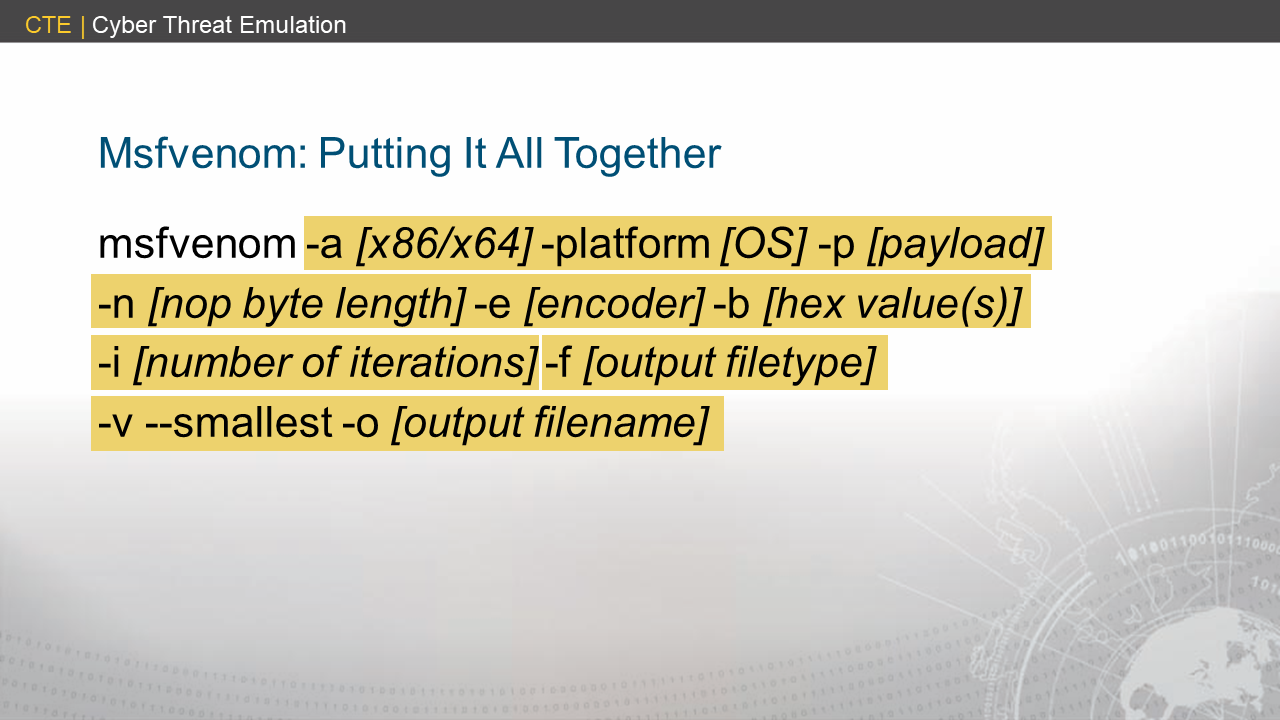 CTE | Cyber Threat Emulation
Msfvenom: Putting It All Together
msfvenom -a [x86/x64] -platform [OS] -p [payload]
-n [nop byte length] -e [encoder] -b [hex value(s)]
-i [number of iterations] -f [output filetype]
-v --smallest -o [output filename]